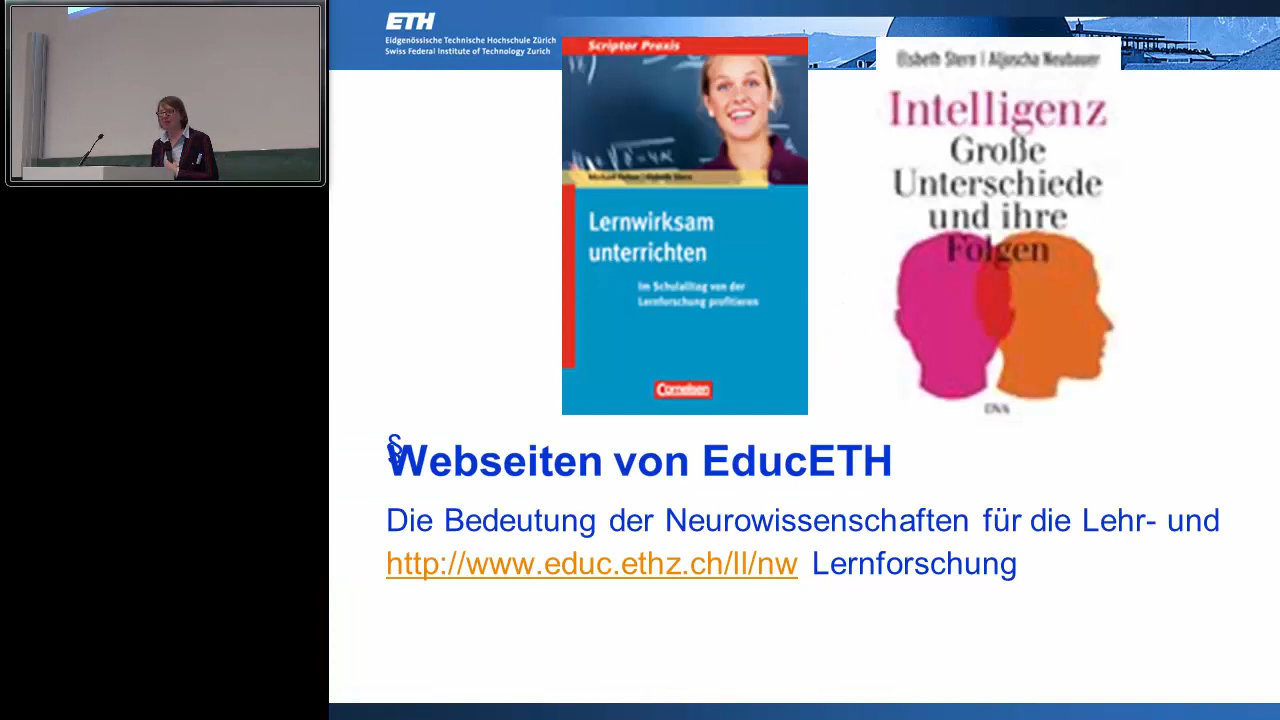 ETH
Eidgenössische Technische Hochschule Zürich
Swiss Federal Institute of Technology Zurich
Scriptor Praxis
Lernwirksam
unterrichten
Im Schulalltag von der
Lernforschung profitieren
Cornelsen
Elsbeth Stern | Aljoscha Neubauer
Intelligenz
Große
Unterschiede
und ihre
Folgen
DVA
§
Webseiten von EducETH
Die Bedeutung der Neurowissenschaften für die Lehr- und
http://www.educ.ethz.ch/ll/nw Lernforschung